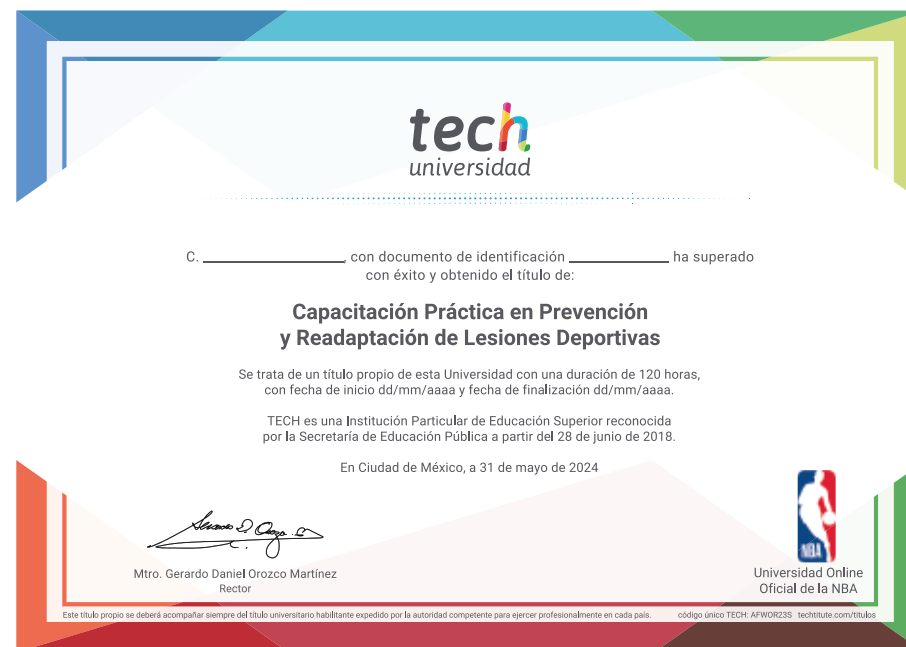 tech
universidad
C. ____________, con documento de identificación __________ ha superado
con éxito y obtenido el título de:
Capacitación Práctica en Prevención
y Readaptación de Lesiones Deportivas
Se trata de un título propio de esta Universidad con una duración de 120 horas,
con fecha de inicio dd/mm/aaaa y fecha de finalización dd/mm/aaaa.
TECH es una Institución Particular de Educación Superior reconocida
por la Secretaría de Educación Pública a partir del 28 de junio de 2018.
En Ciudad de México, a 31 de mayo de 2024
Mtro. Gerardo Daniel Orozco Martínez
Rector
NBA
Universidad Online
Oficial de la NBA
Este título propio se deberá acompañar siempre del título universitario habilitante expedido por la autoridad competente para ejercer profesionalmente en cada país. código único TECH: AFWOR23S techtitute.com/titulos